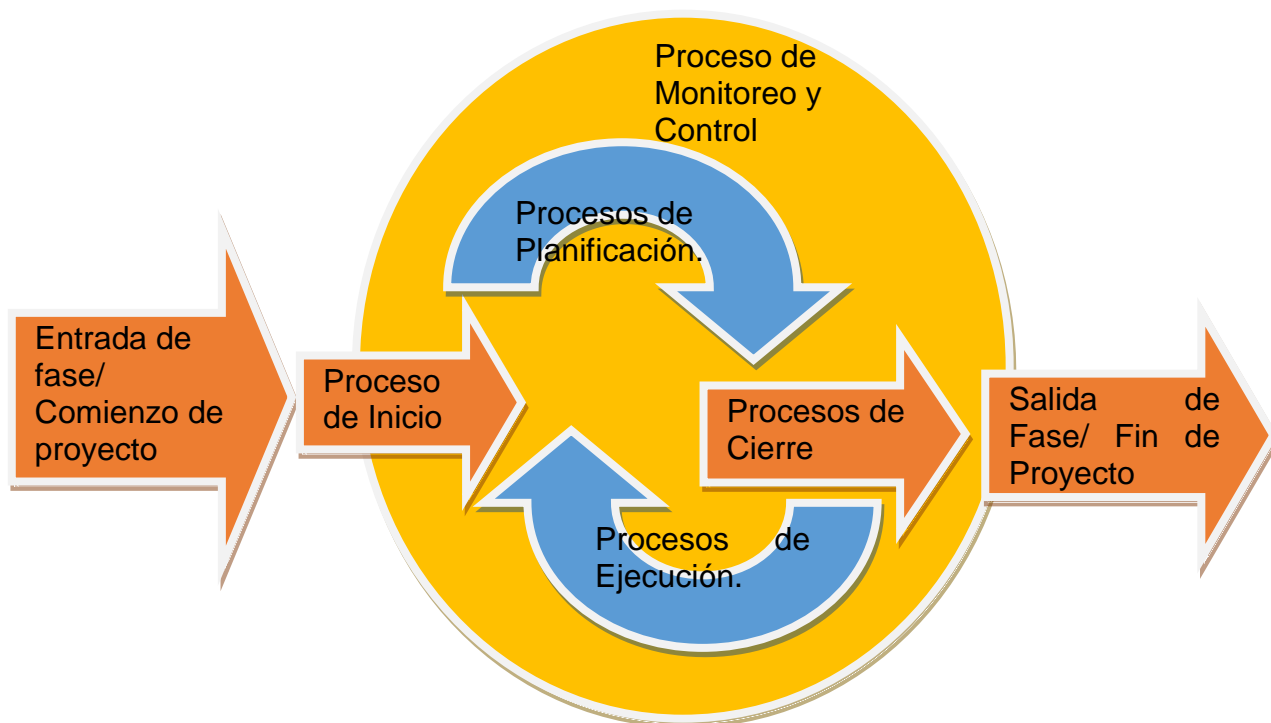 Proceso de
Monitoreo y
Control
Procesos de
Planificación.
Entrada de
fase/
Comienzo de
proyecto
Proceso
de Inicio
Procesos de
Cierre
Salida de
Fase/ Fin de
Proyecto
Procesos de
Ejecución.